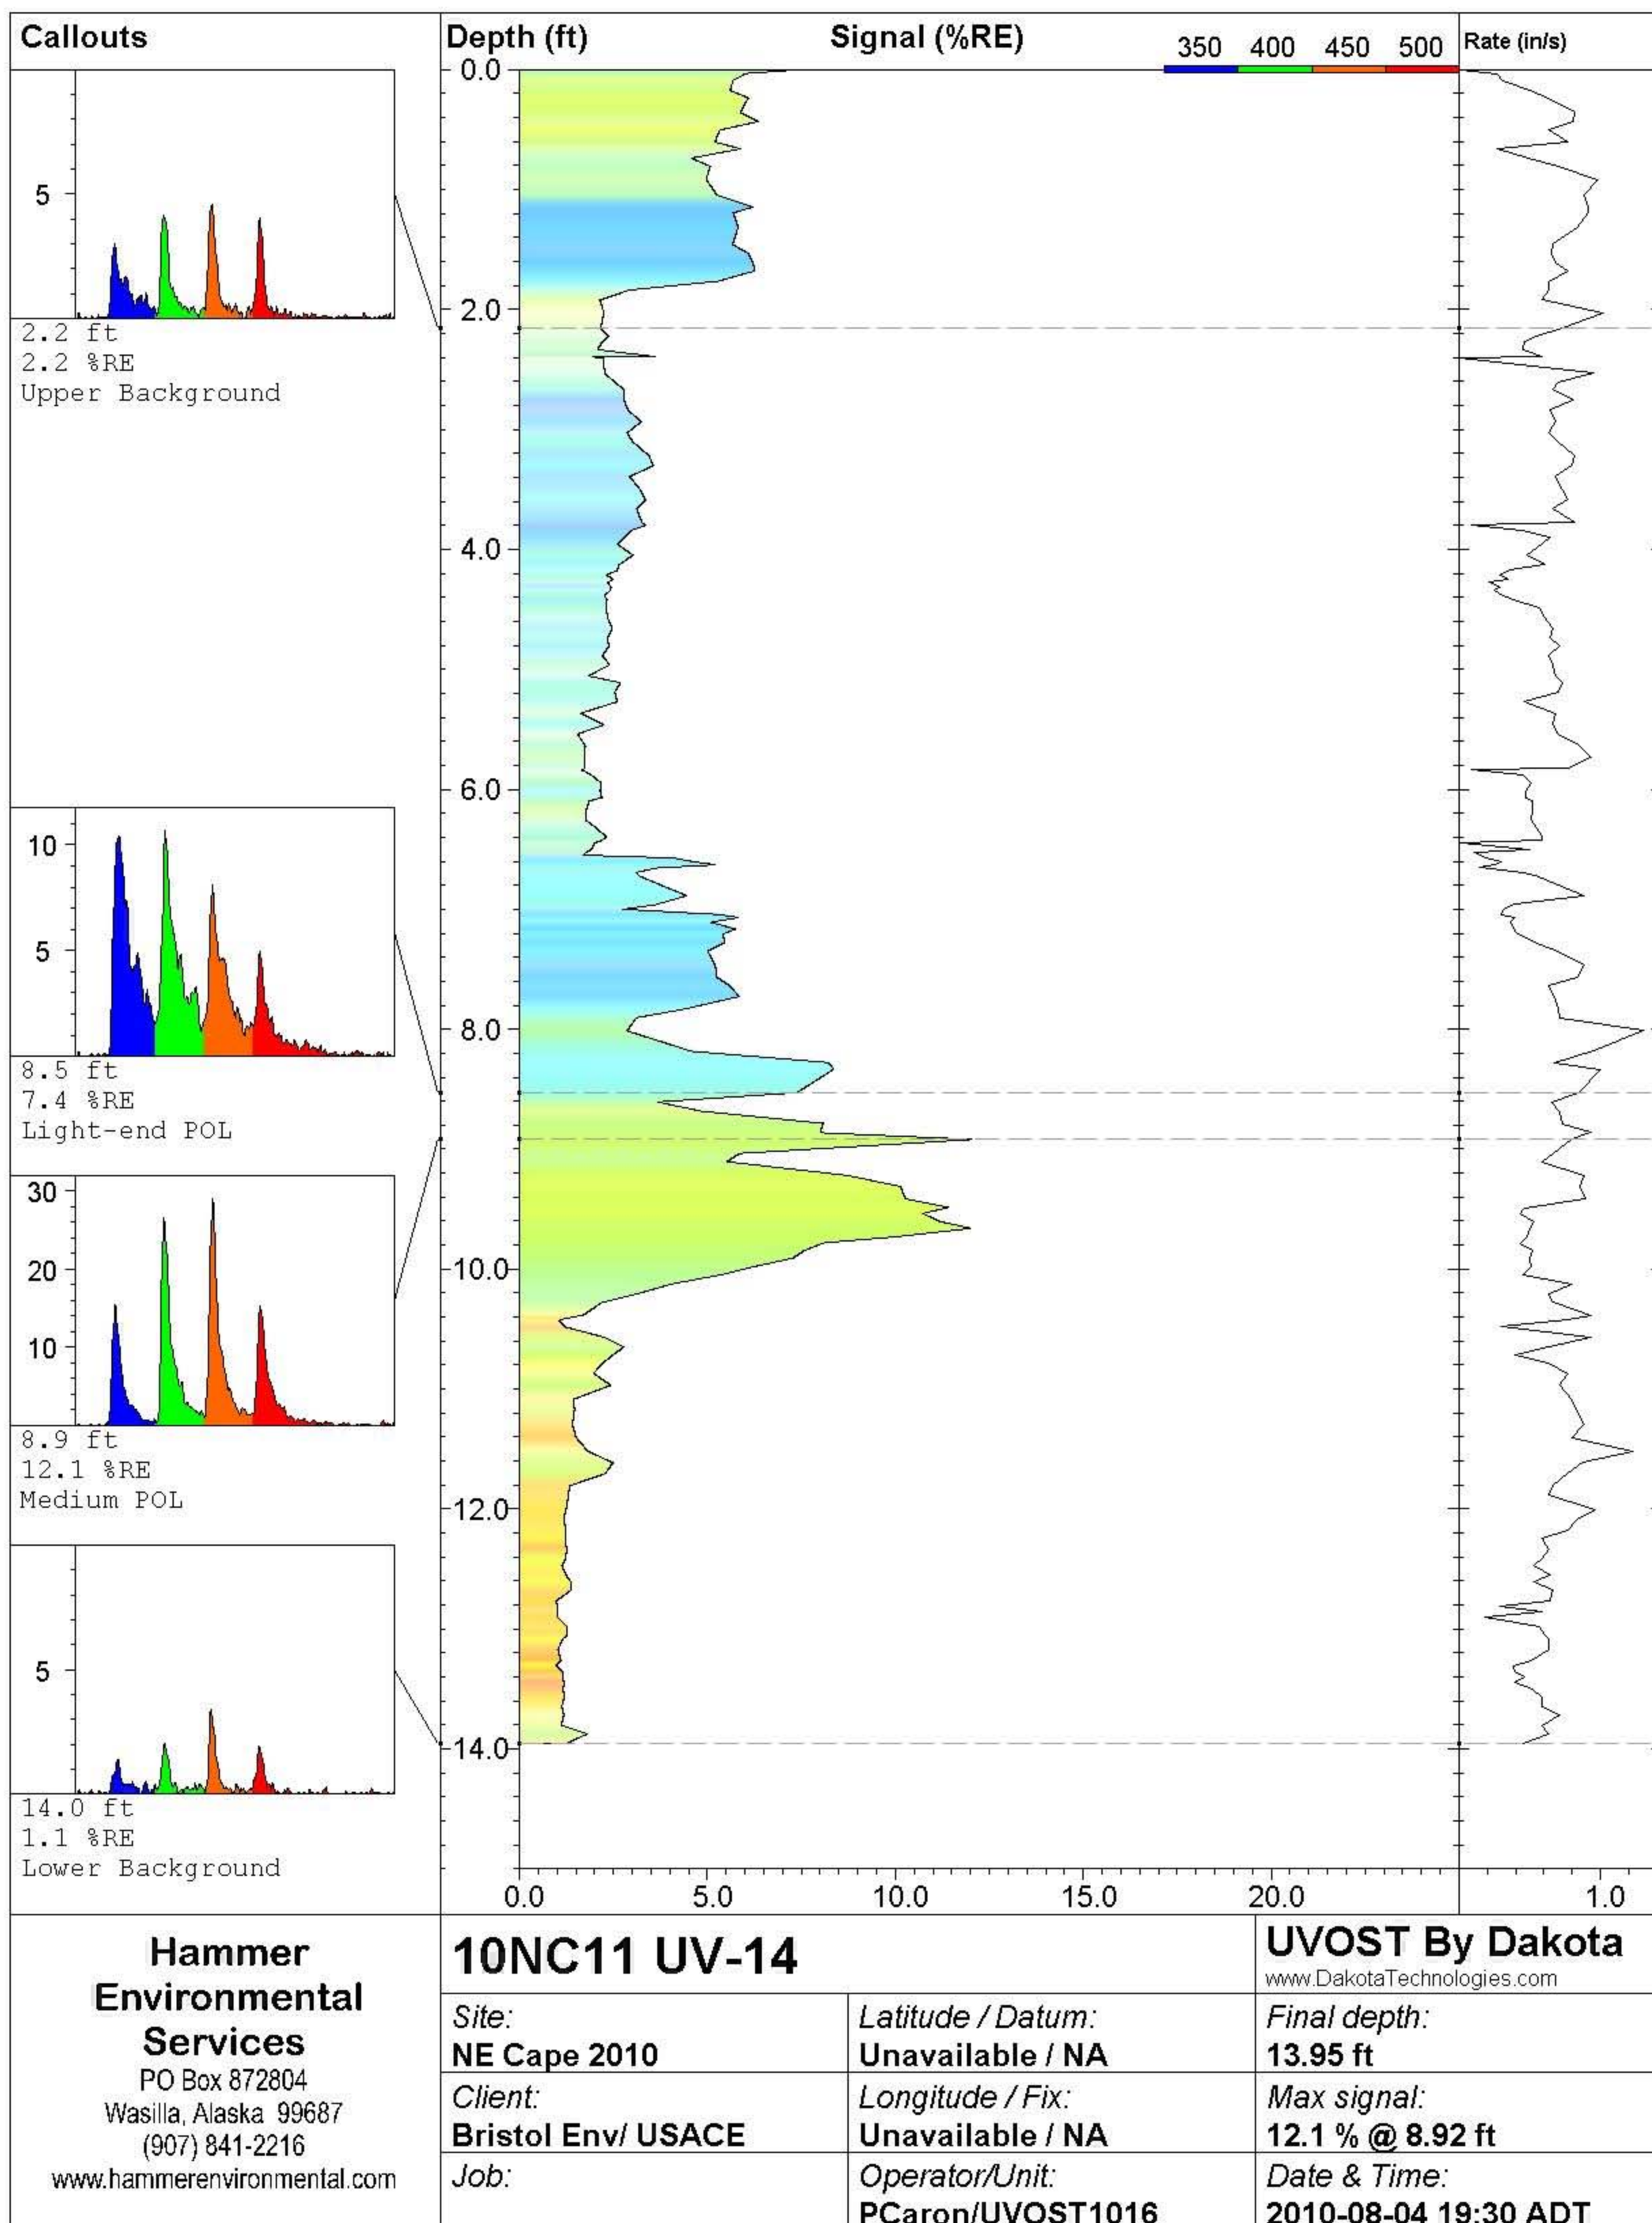 Callouts
Depth (ft)
Signal (%RE)
350 400 450 500
Rate (in/s)
0.0
2.0
4.0
6.0
8.0
10.0
12.0
14.0
5
2.2 ft
2.2 %RE
Upper Background
10
5
8.5 ft
7.4 %RE
Light-end POL
30
20
10
8.9 ft
12.1 %RE
Medium POL
5
14.0 ft
1.1 %RE
Lower Background
0.0 5.0 10.0 15.0 20.0
1.0
Hammer
Environmental
Services
PO Box 872804
Wasilla, Alaska 99687
(907) 841-2216
www.hammerenvironmental.com
10NC11 UV-14
UVOST By Dakota
www.DakotaTechnologies.com
Site:
NE Cape 2010
Latitude / Datum:
Unavailable / NA
Final depth:
13.95 ft
Client:
Bristol Env/ USACE
Longitude / Fix:
Unavailable / NA
Max signal:
12.1 % @ 8.92 ft
Job:
Operator/Unit:
PCaron/UVOST1016
Date & Time:
2010-08-04 19:30 ADT